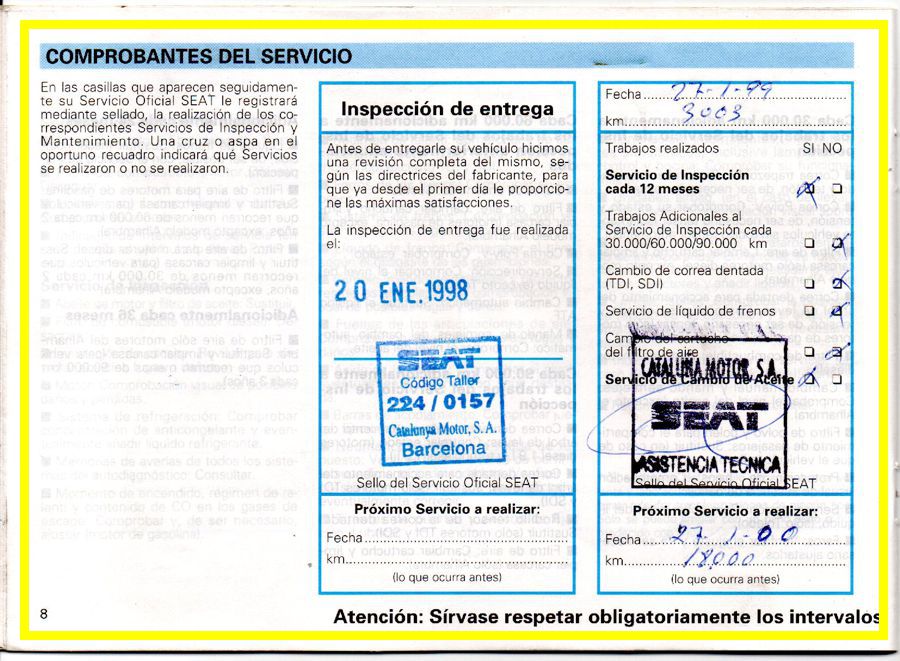 COMPROBANTES DEL SERVICIO
En las casillas que aparecen seguidamen-
te su Servicio Oficial SEAT le registrará
mediante sellado, la realización de los co-
rrespondientes Servicios de Inspección y
Mantenimiento. Una cruz o aspa en el
oportuno recuadro indicará qué Servicios
se realizaron o no se realizaron.
Inspección de entrega
Antes de entregarle su vehículo hicimos
una revisión completa del mismo, se-
gún las directrices del fabricante, para
que ya desde el primer día le proporcio-
ne las máximas satisfacciones.
La inspección de entrega fue realizada
el:
20 ENE. 1998
SEAT
Código Taller
224 / 0157
Catalunya Motor, S.A.
Barcelona
Sello del Servicio Oficial SEAT
Próximo Servicio a realizar:
Fecha
km
(lo que ocurra antes)
Fecha 27-1-99
km 3003
Trabajos realizados SI NO
Servicio de Inspección
cada 12 meses
Trabajos Adicionales al
Servicio de Inspección cada
30.000/60.000/90.000 km
Cambio de correa dentada
(TDI, SDI)
Servicio de líquido de frenos
Cambio del cartucho
del filtro de aire
Servicio de Cambio de Aceite
CATALUNYA MOTOR, S.A.
SEAT
ASISTENCIA TECNICA
Sello del Servicio Oficial SEAT
Próximo Servicio a realizar:
Fecha 27-1-00
km 18000
(lo que ocurra antes)
8
Atención: Sírvase respetar obligatoriamente los intervalos